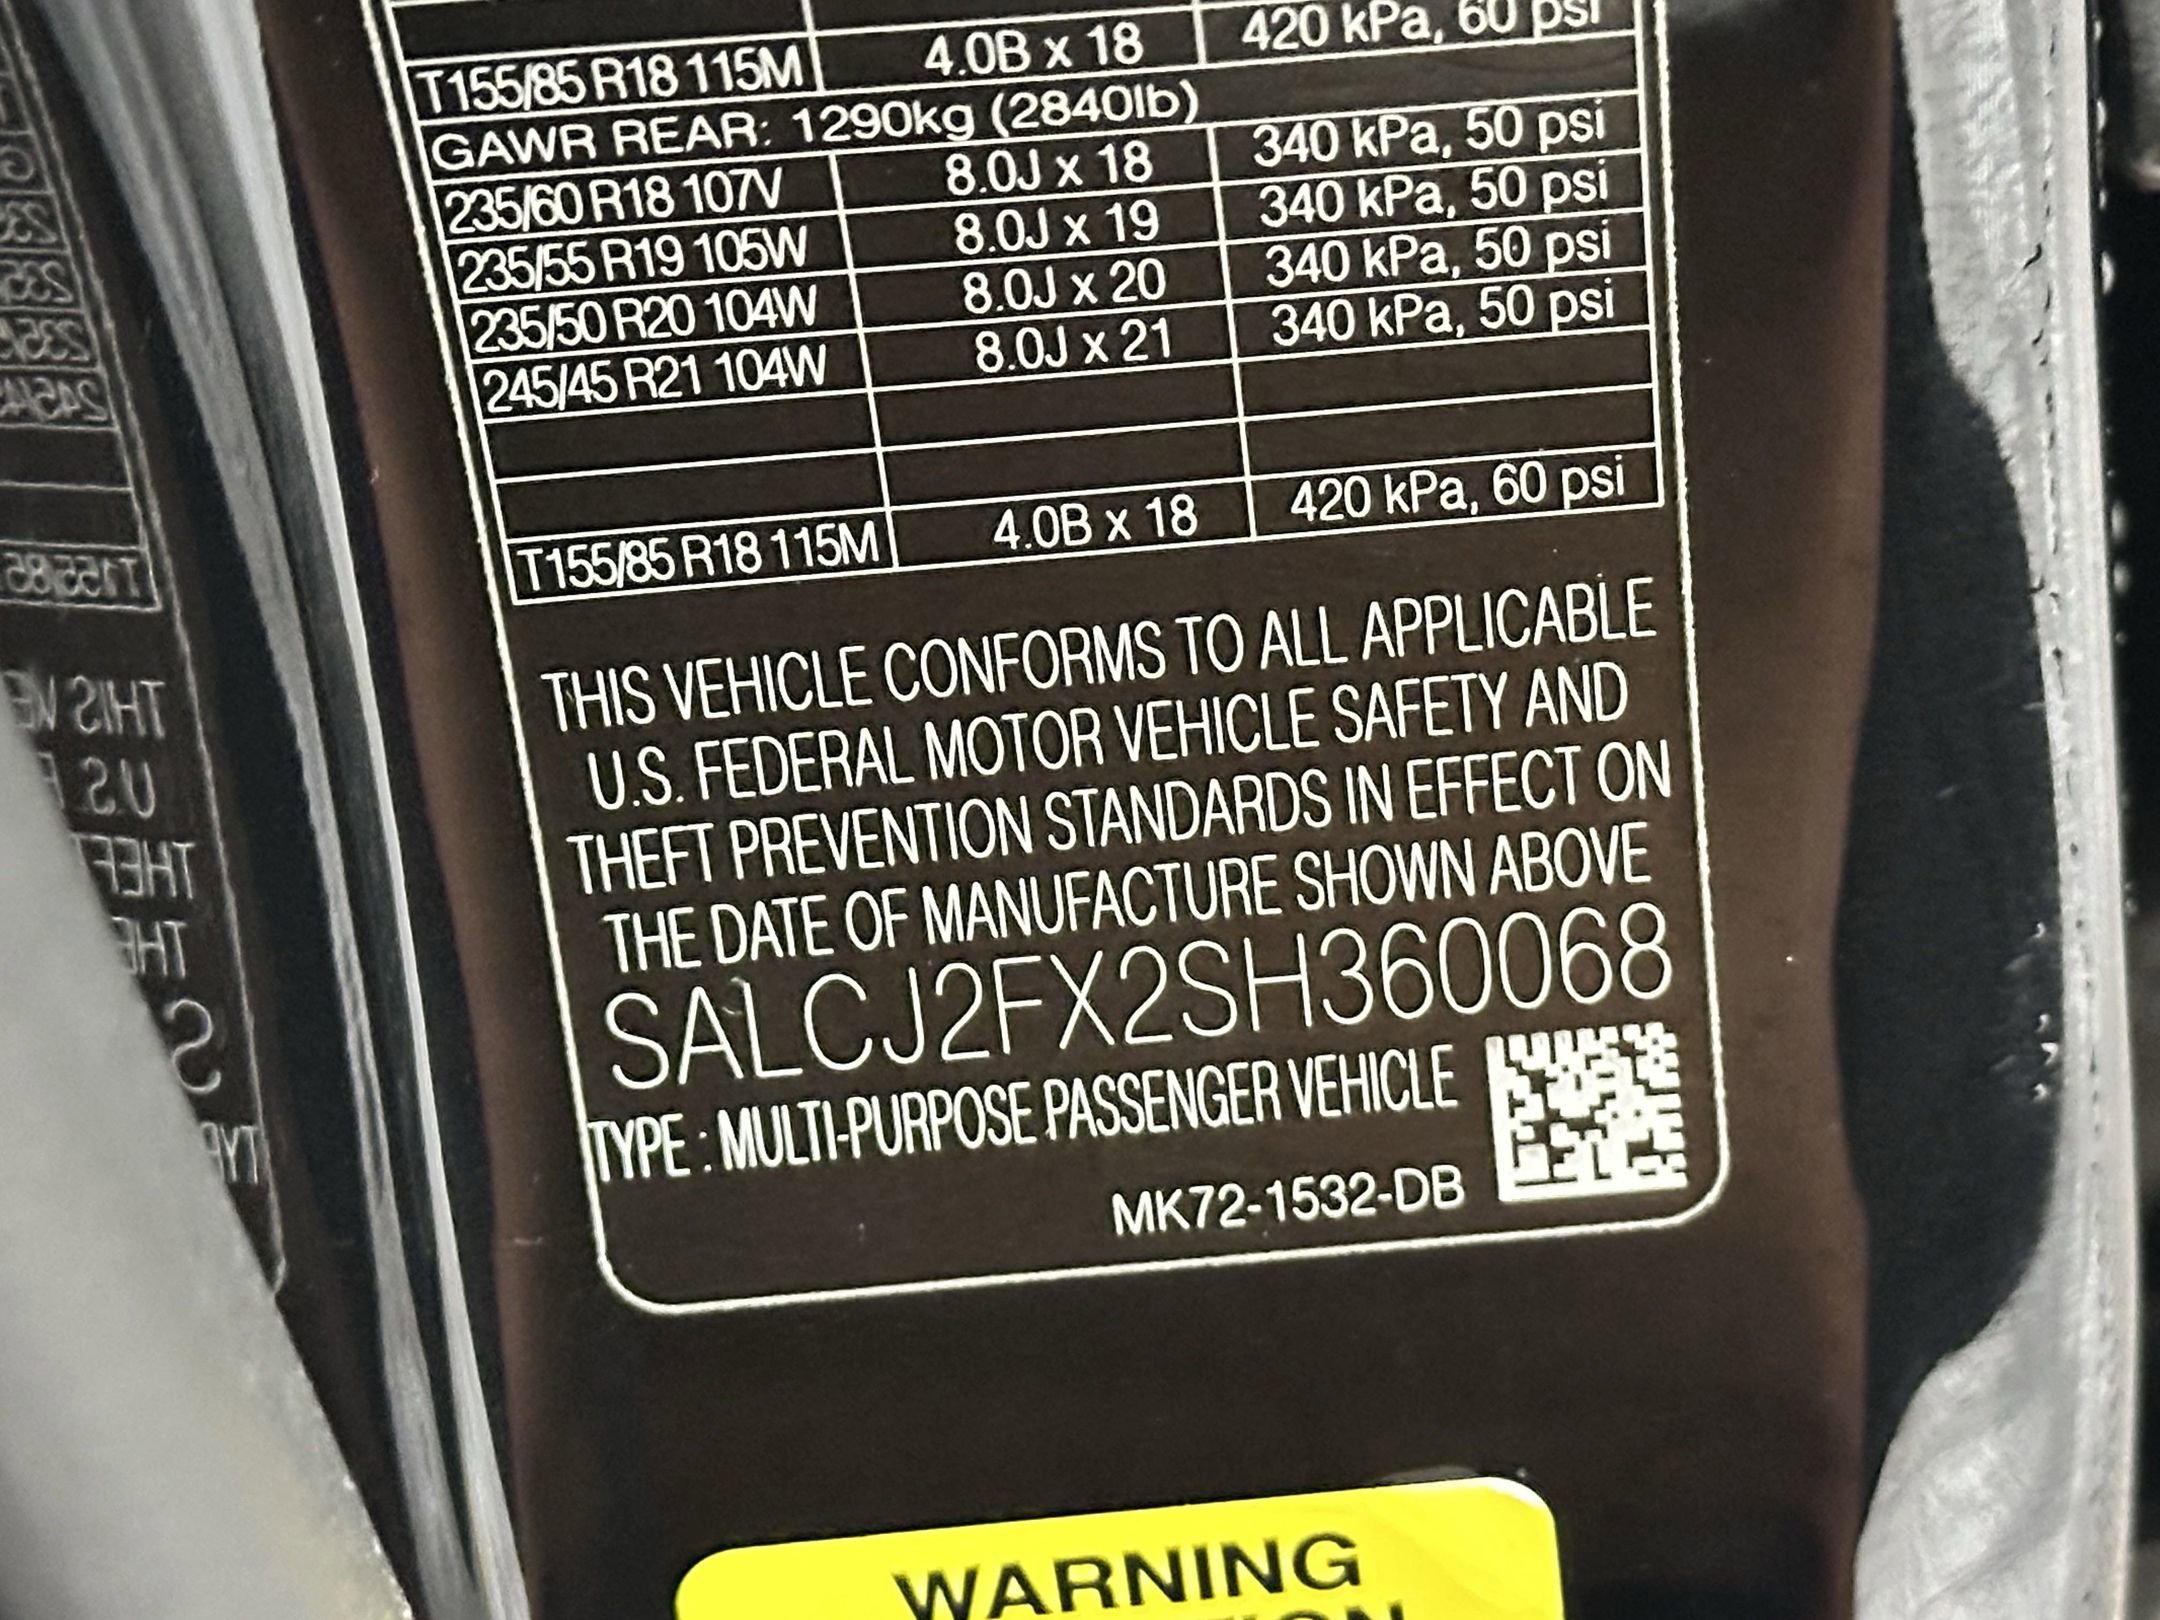 T155/85 R18 115M 4.0B x 18 420 kPa, 60 psi
GAWR REAR: 1290kg (2840lb)
235/60 R18 107V 8.0J x 18 340 kPa, 50 psi
235/55 R19 105W 8.0J x 19 340 kPa, 50 psi
235/50 R20 104W 8.0J x 20 340 kPa, 50 psi
245/45 R21 104W 8.0J x 21 340 kPa, 50 psi
T155/85 R18 115M 4.0B x 18 420 kPa, 60 psi
THIS VEHICLE CONFORMS TO ALL APPLICABLE
U.S. FEDERAL MOTOR VEHICLE SAFETY AND
THEFT PREVENTION STANDARDS IN EFFECT ON
THE DATE OF MANUFACTURE SHOWN ABOVE
SALCJ2FX2SH360068
TYPE : MULTI-PURPOSE PASSENGER VEHICLE
MK72-1532-DB
WARNING